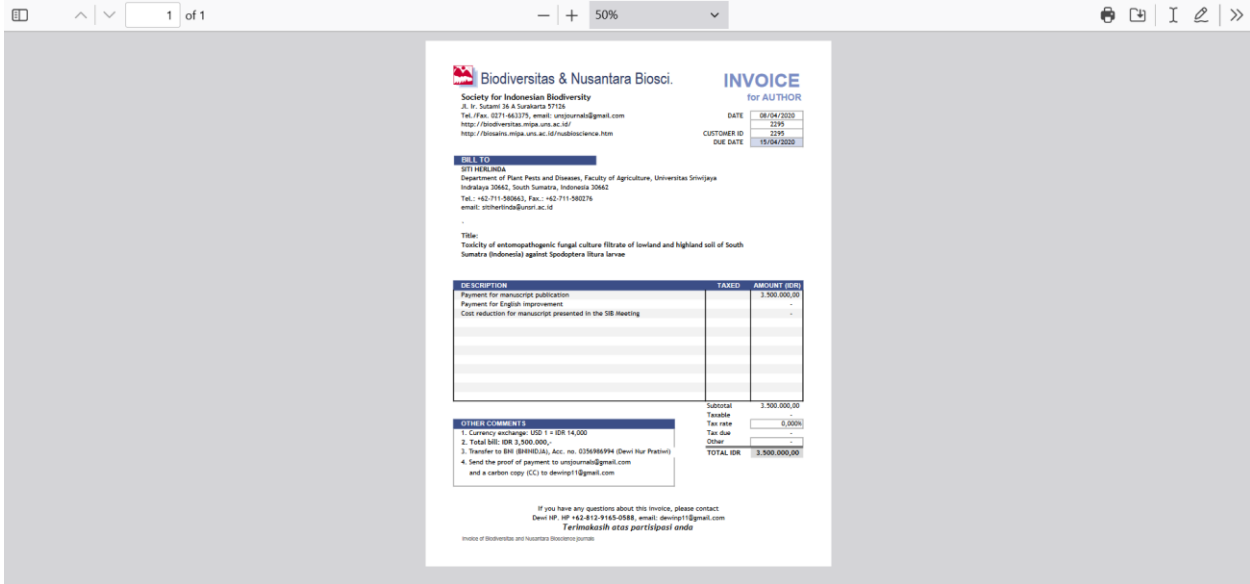 1 of 1
50%
Biodiversitas & Nusantara Biosci.
INVOICE
for AUTHOR
Society for Indonesian Biodiversity
Jl. Ir. Sutami 36 A Surakarta 57126
Tel./Fax. 0271-663375, email: unsjournals@gmail.com
http://biodiversitas.mipa.uns.ac.id/
http://biosains.mipa.uns.ac.id/nusbioscience.htm
DATE 08/04/2020
2295
CUSTOMER ID 2295
DUE DATE 15/04/2020
BILL TO
SITI HERLINDA
Department of Plant Pests and Diseases, Faculty of Agriculture, Universitas Sriwijaya
Indralaya 30662, South Sumatra, Indonesia 30662
Tel.: +62-711-580663, Fax.: +62-711-580276
email: sitiherlinda@unsri.ac.id
.
Title:
Toxicity of entomopathogenic fungal culture filtrate of lowland and highland soil of South
Sumatra (Indonesia) against Spodoptera litura larvae
DESCRIPTION TAXED AMOUNT (IDR)
Payment for manuscript publication 3.500.000,00
Payment for English improvement -
Cost reduction for manuscript presented in the SIB Meeting -
Subtotal 3.500.000,00
Taxable -
Tax rate 0,000%
Tax due -
Other -
TOTAL IDR 3.500.000,00
OTHER COMMENTS
1. Currency exchange: USD 1 = IDR 14,000
2. Total bill: IDR 3,500.000,-
3. Transfer to BNI (BNINIDJA), Acc. no. 0356986994 (Dewi Nur Pratiwi)
4. Send the proof of payment to unsjournals@gmail.com
and a carbon copy (CC) to dewinp11@gmail.com
If you have any questions about this invoice, please contact
Dewi NP. HP +62-812-9165-0588, email: dewinp11@gmail.com
Terimakasih atas partisipasi anda
Invoice of Biodiversitas and Nusantara Bioscience journals